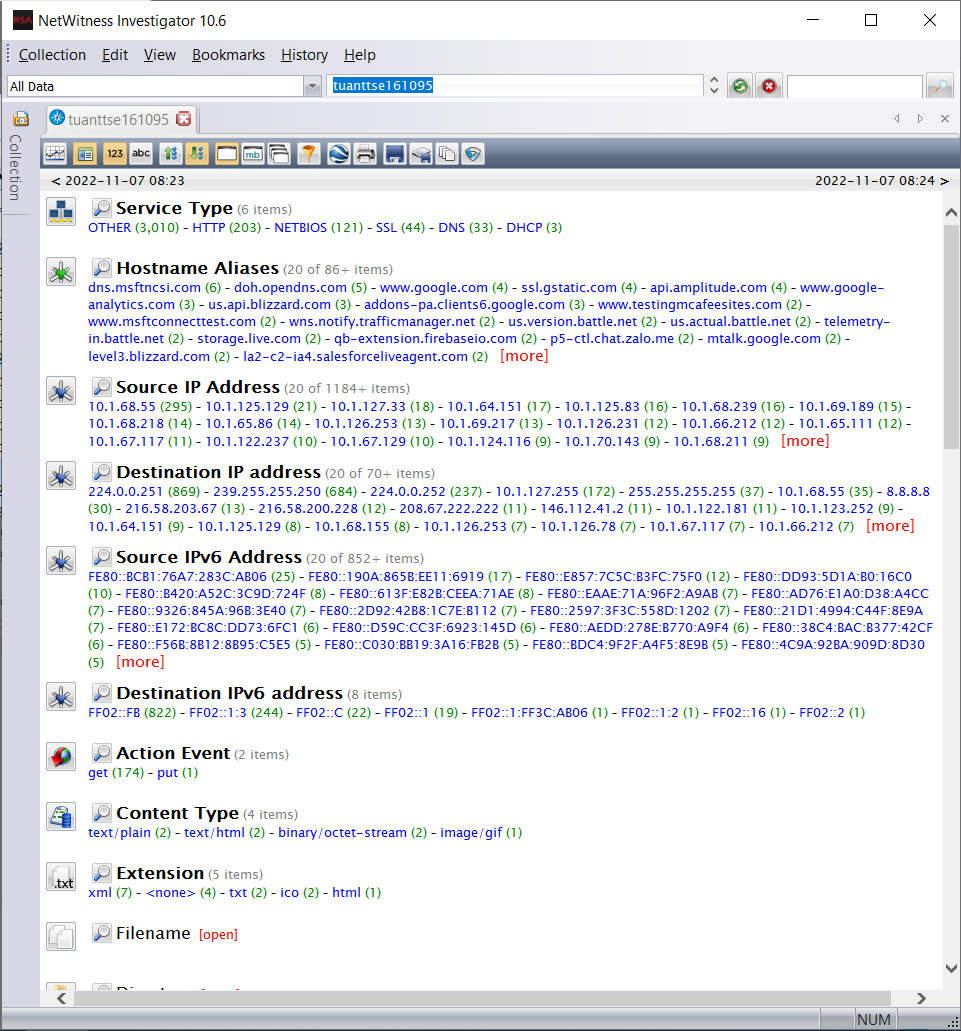 RSA NetWitness Investigator 10.6
Collection Edit View Bookmarks History Help
All Data tuanttse161095
Collection
tuanttse161095
123 abc mb
< 2022-11-07 08:23 2022-11-07 08:24 >
Service Type (6 items)
OTHER (3,010) - HTTP (203) - NETBIOS (121) - SSL (44) - DNS (33) - DHCP (3)
Hostname Aliases (20 of 86+ items)
dns.msftncsi.com (6) - doh.opendns.com (5) - www.google.com (4) - ssl.gstatic.com (4) - api.amplitude.com (4) - www.google-
analytics.com (3) - us.api.blizzard.com (3) - addons-pa.clients6.google.com (3) - www.testingmcafeesites.com (2) -
www.msftconnecttest.com (2) - wns.notify.trafficmanager.net (2) - us.version.battle.net (2) - us.actual.battle.net (2) - telemetry-
in.battle.net (2) - storage.live.com (2) - qb-extension.firebaseio.com (2) - p5-ctl.chat.zalo.me (2) - mtalk.google.com (2) -
level3.blizzard.com (2) - la2-c2-ia4.salesforceliveagent.com (2) [more]
Source IP Address (20 of 1184+ items)
10.1.68.55 (295) - 10.1.125.129 (21) - 10.1.127.33 (18) - 10.1.64.151 (17) - 10.1.125.83 (16) - 10.1.68.239 (16) - 10.1.69.189 (15) -
10.1.68.218 (14) - 10.1.65.86 (14) - 10.1.126.253 (13) - 10.1.69.217 (13) - 10.1.126.231 (12) - 10.1.66.212 (12) - 10.1.65.111 (12) -
10.1.67.117 (11) - 10.1.122.237 (10) - 10.1.67.129 (10) - 10.1.124.116 (9) - 10.1.70.143 (9) - 10.1.68.211 (9) [more]
Destination IP address (20 of 70+ items)
224.0.0.251 (869) - 239.255.255.250 (684) - 224.0.0.252 (237) - 10.1.127.255 (172) - 255.255.255.255 (37) - 10.1.68.55 (35) - 8.8.8.8
(30) - 216.58.203.67 (13) - 216.58.200.228 (12) - 208.67.222.222 (11) - 146.112.41.2 (11) - 10.1.122.181 (11) - 10.1.123.252 (9) -
10.1.64.151 (9) - 10.1.125.129 (8) - 10.1.68.155 (8) - 10.1.126.253 (7) - 10.1.126.78 (7) - 10.1.67.117 (7) - 10.1.66.212 (7) [more]
Source IPv6 Address (20 of 852+ items)
FE80::BCB1:76A7:283C:AB06 (25) - FE80::190A:865B:EE11:6919 (17) - FE80::E857:7C5C:B3FC:75F0 (12) - FE80::DD93:5D1A:B0:16C0
(10) - FE80::B420:A52C:3C9D:724F (8) - FE80::613F:E82B:CEEA:71AE (8) - FE80::EAAE:71A:96F2:A9AB (7) - FE80::AD76:E1A0:D38:A4CC
(7) - FE80::9326:845A:96B:3E40 (7) - FE80::2D92:42B8:1C7E:B112 (7) - FE80::2597:3F3C:558D:1202 (7) - FE80::21D1:4994:C44F:8E9A
(7) - FE80::E172:BC8C:DD73:6FC1 (6) - FE80::D59C:CC3F:6923:145D (6) - FE80::AEDD:278E:B770:A9F4 (6) - FE80::38C4:BAC:B377:42CF
(6) - FE80::F56B:8B12:8B95:C5E5 (5) - FE80::C030:BB19:3A16:FB2B (5) - FE80::BDC4:9F2F:A4F5:8E9B (5) - FE80::4C9A:92BA:909D:8D30
(5) [more]
Destination IPv6 address (8 items)
FF02::FB (822) - FF02::1:3 (244) - FF02::C (22) - FF02::1 (19) - FF02::1:FF3C:AB06 (1) - FF02::1:2 (1) - FF02::16 (1) - FF02::2 (1)
Action Event (2 items)
get (174) - put (1)
Content Type (4 items)
text/plain (2) - text/html (2) - binary/octet-stream (2) - image/gif (1)
.txt Extension (5 items)
xml (7) - <none> (4) - txt (2) - ico (2) - html (1)
Filename [open]
NUM